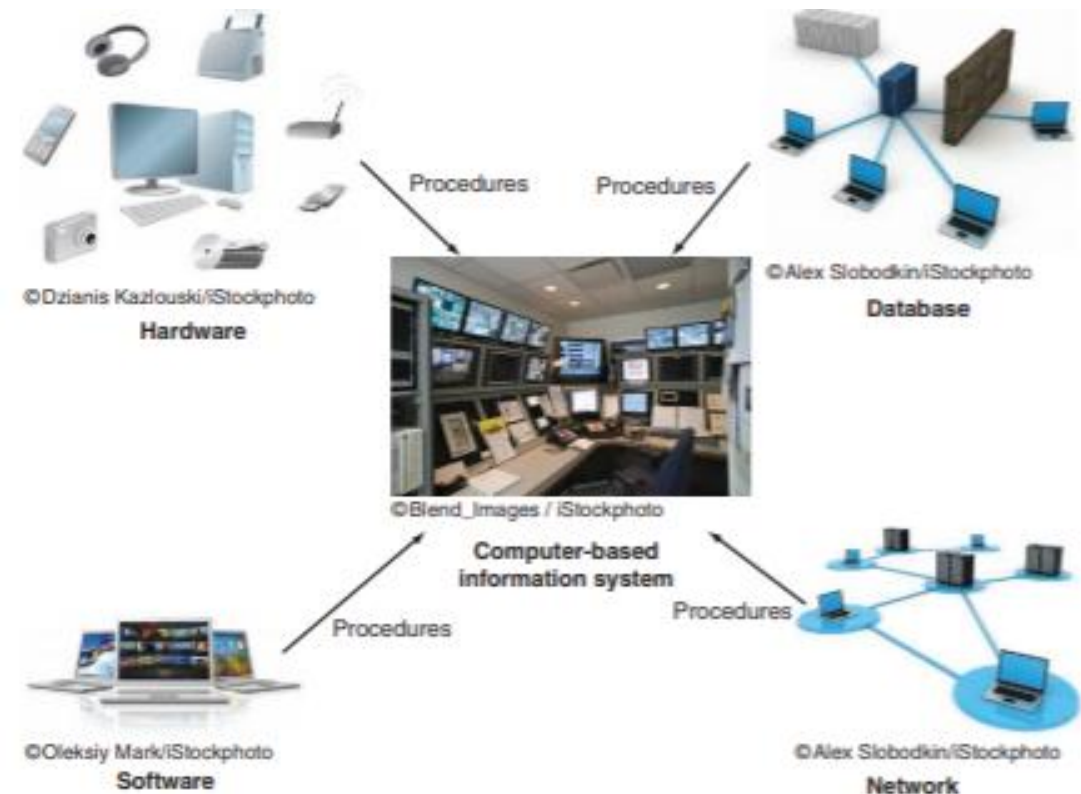 Procedures
Procedures
©Dzianis Kazlouski/iStockphoto
Hardware
©Alex Slobodkin/iStockphoto
Database
©Blend_Images / iStockphoto
Computer-based
information system
Procedures
Procedures
©Oleksiy Mark/iStockphoto
Software
©Alex Slobodkin/iStockphoto
Network